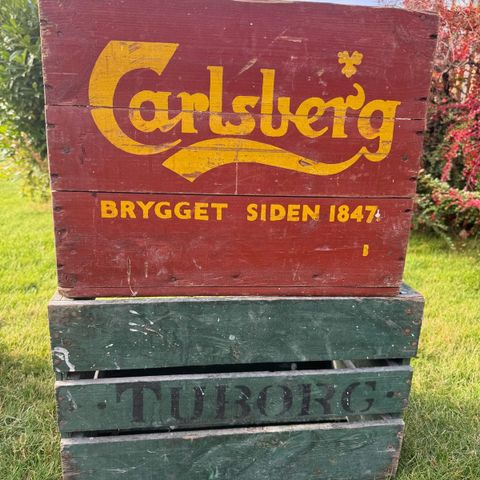 Carlsberg
BRYGGET SIDEN 1847
B
· TUBORG ·